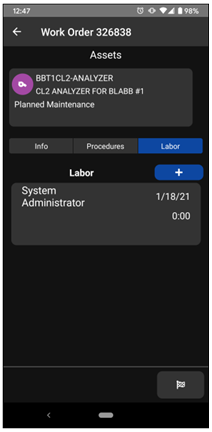 12:47
98%
Work Order 326838
Assets
BBT1CL2-ANALYZER
CL2 ANALYZER FOR BLABB #1
Planned Maintenance
Info Procedures Labor
Labor +
System
Administrator
1/18/21
0:00